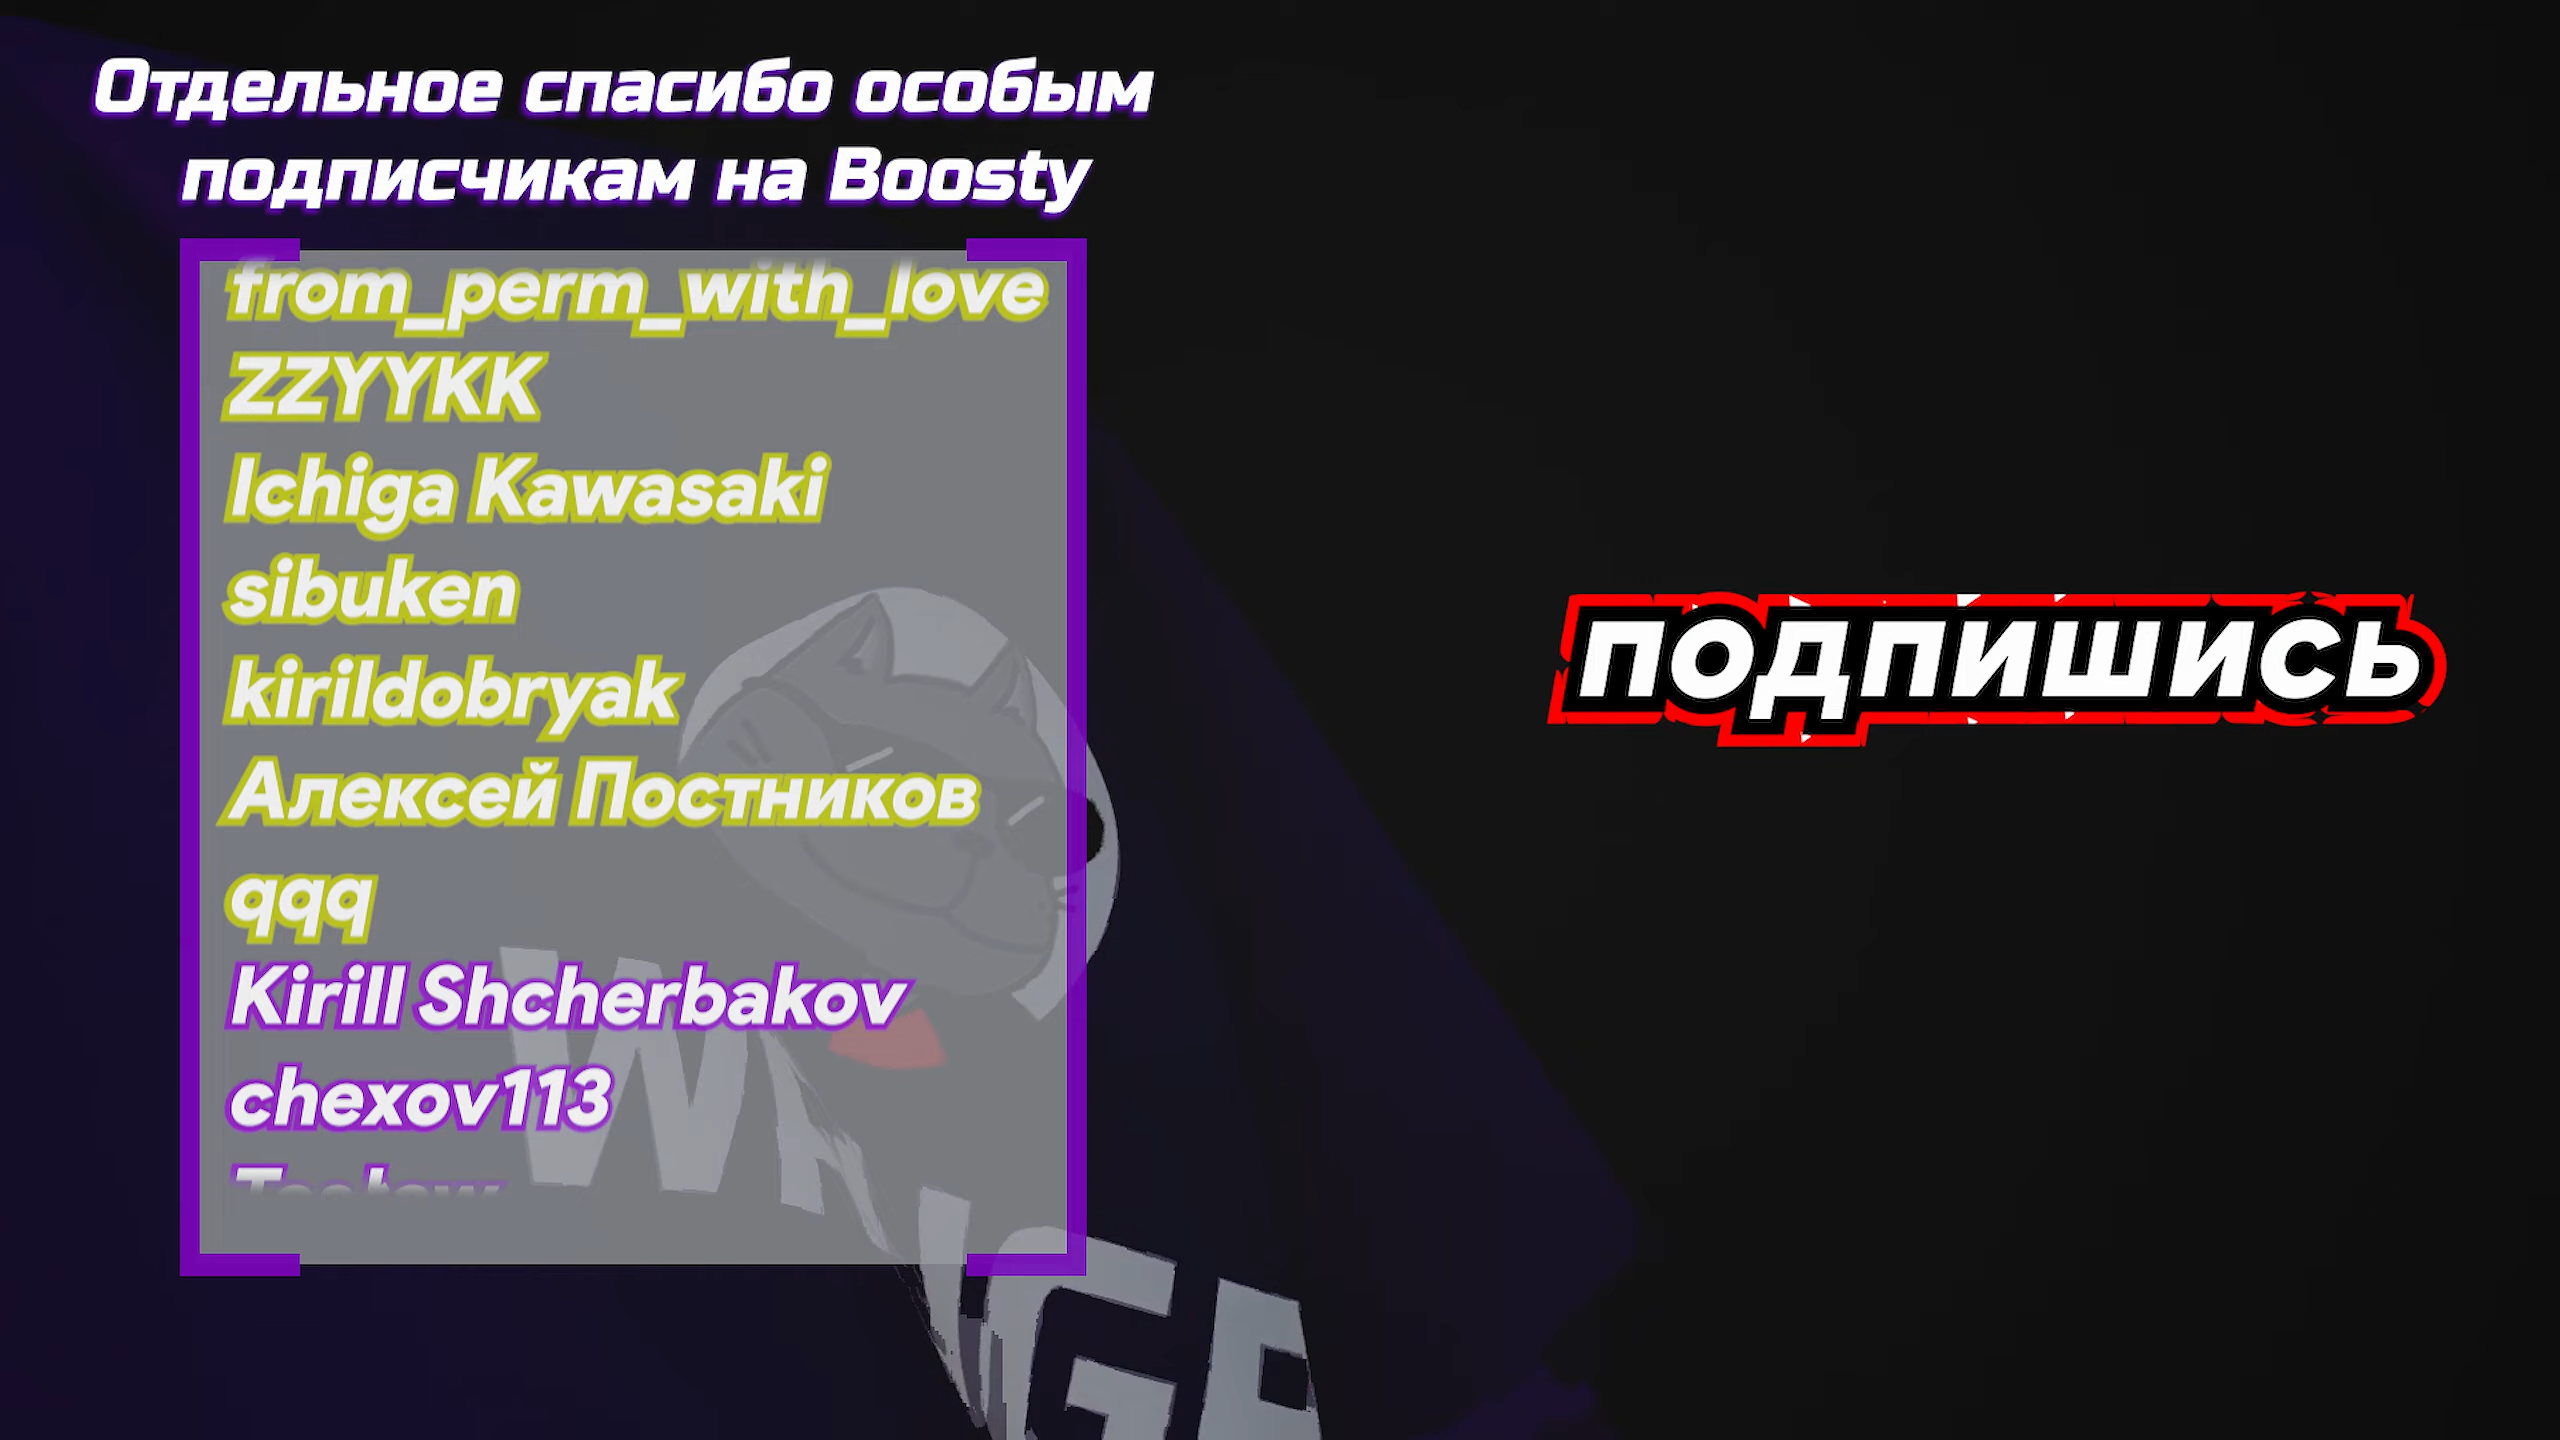 Отдельное спасибо особым
подписчикам на Boosty
from_perm_with_love
ZZYYKK
Ichiga Kawasaki
sibuken
kirildobryak
Алексей Постников
qqq
Kirill Shcherbakov
chexov113
ПОДПИШИСЬ